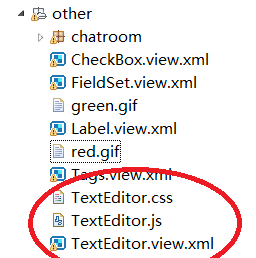 other
chatroom
CheckBox.view.xml
FieldSet.view.xml
green.gif
Label.view.xml
red.gif
Tags.view.xml
TextEditor.css
TextEditor.js
TextEditor.view.xml